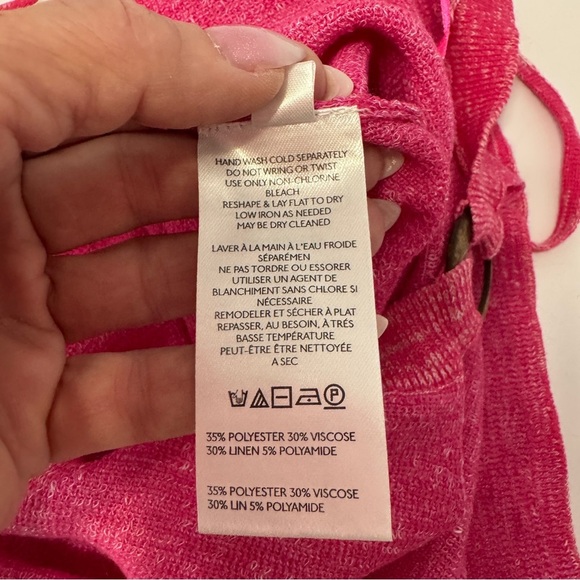 HAND WASH COLD SEPARATELY
DO NOT WRING OR TWIST
USE ONLY NON-CHLORINE
BLEACH
RESHAPE & LAY FLAT TO DRY
LOW IRON AS NEEDED
MAY BE DRY CLEANED
LAVER À LA MAIN À L'EAU FROIDE
SÉPARÉMEN
NE PAS TORDRE OU ESSORER
UTILISER UN AGENT DE
BLANCHIMENT SANS CHLORE SI
NÉCESSAIRE
REMODELER ET SÉCHER À PLAT
REPASSER, AU BESOIN, À TRÉS
BASSE TEMPÉRATURE
PEUT-ÊTRE ÊTRE NETTOYÉE
A SEC
P
35% POLYESTER 30% VISCOSE
30% LINEN 5% POLYAMIDE
35% POLYESTER 30% VISCOSE
30% LIN 5% POLYAMIDE